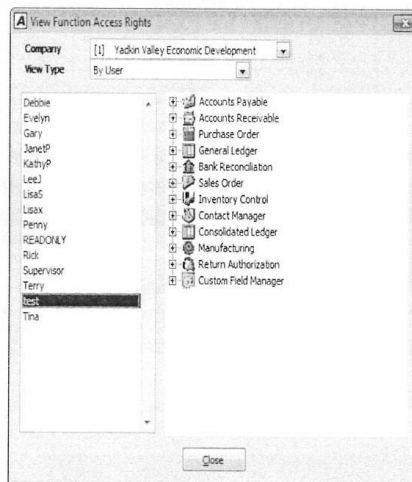 A View Function Access Rights
Company [1] Yadkin Valley Economic Development
View Type By User
Debbie
Evelyn
Gary
JanetP
KathyP
LeeJ
LisaS
Lisax
Penny
READONLY
Rick
Supervisor
Terry
test
Tina
Accounts Payable
Accounts Receivable
Purchase Order
General Ledger
Bank Reconciliation
Sales Order
Inventory Control
Contact Manager
Consolidated Ledger
Manufacturing
Return Authorization
Custom Field Manager
Close